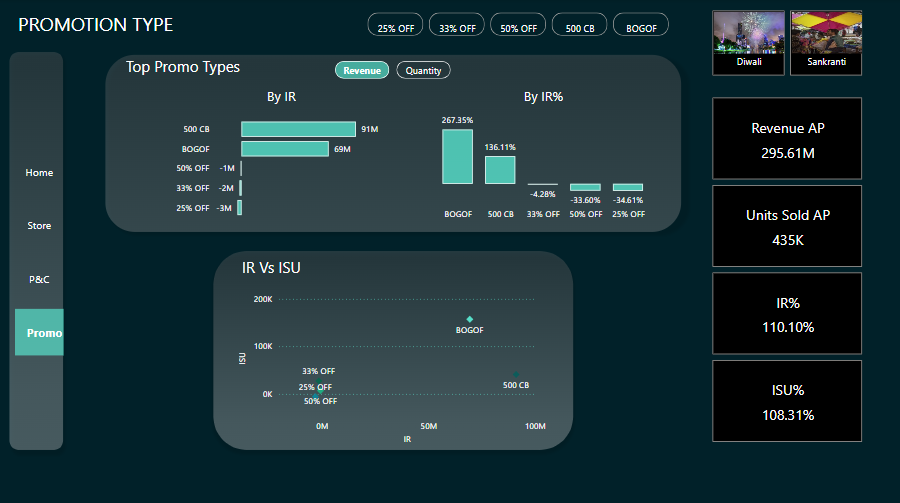 PROMOTION TYPE
25% OFF
33% OFF
50% OFF
500 CB
BOGOF
Diwali
Sankranti
Home
Store
P&C
Promo
Top Promo Types
Revenue
Quantity
By IR
500 CB 91M
BOGOF 69M
50% OFF -1M
33% OFF -2M
25% OFF -3M
By IR%
267.35%
136.11%
-4.28%
-33.60%
-34.61%
BOGOF 500 CB 33% OFF 50% OFF 25% OFF
IR Vs ISU
ISU
200K
100K
0K
BOGOF
33% OFF
25% OFF
50% OFF
500 CB
0M 50M 100M
IR
Revenue AP
295.61M
Units Sold AP
435K
IR%
110.10%
ISU%
108.31%